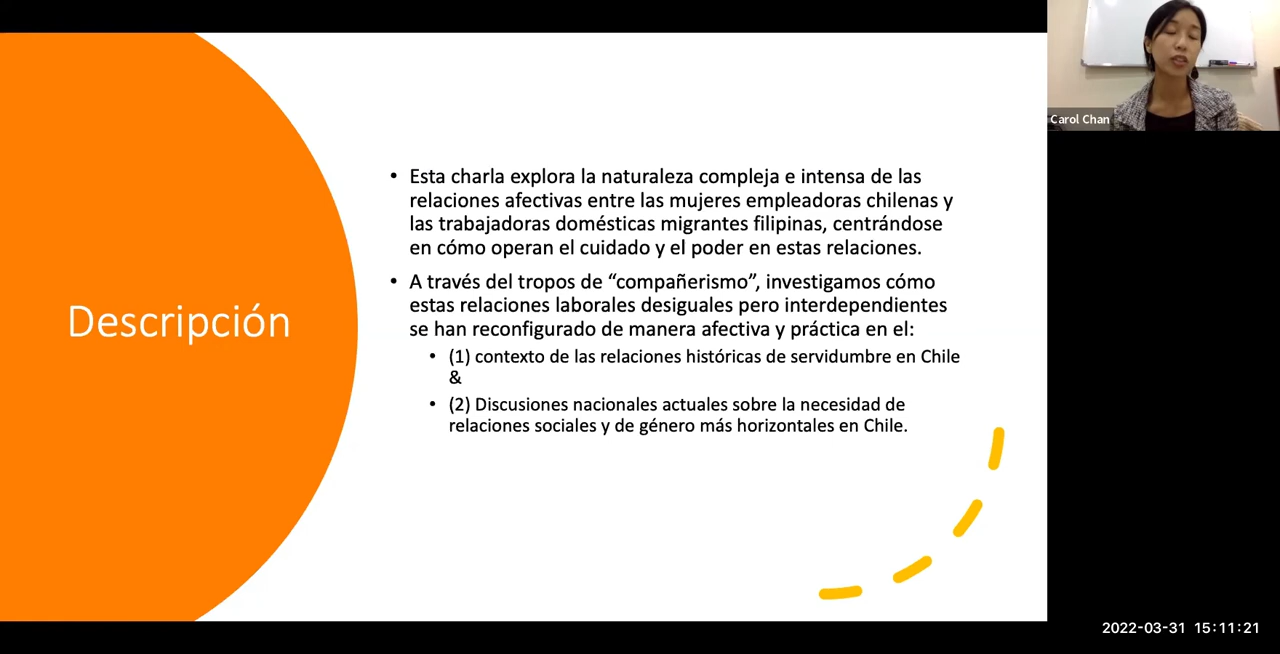 Carol Chan
Descripción
• Esta charla explora la naturaleza compleja e intensa de las
relaciones afectivas entre las mujeres empleadoras chilenas y
las trabajadoras domésticas migrantes filipinas, centrándose
en cómo operan el cuidado y el poder en estas relaciones.
• A través del tropos de “compañerismo”, investigamos cómo
estas relaciones laborales desiguales pero interdependientes
se han reconfigurado de manera afectiva y práctica en el:
• (1) contexto de las relaciones históricas de servidumbre en Chile
&
• (2) Discusiones nacionales actuales sobre la necesidad de
relaciones sociales y de género más horizontales en Chile.
2022-03-31 15:11:21